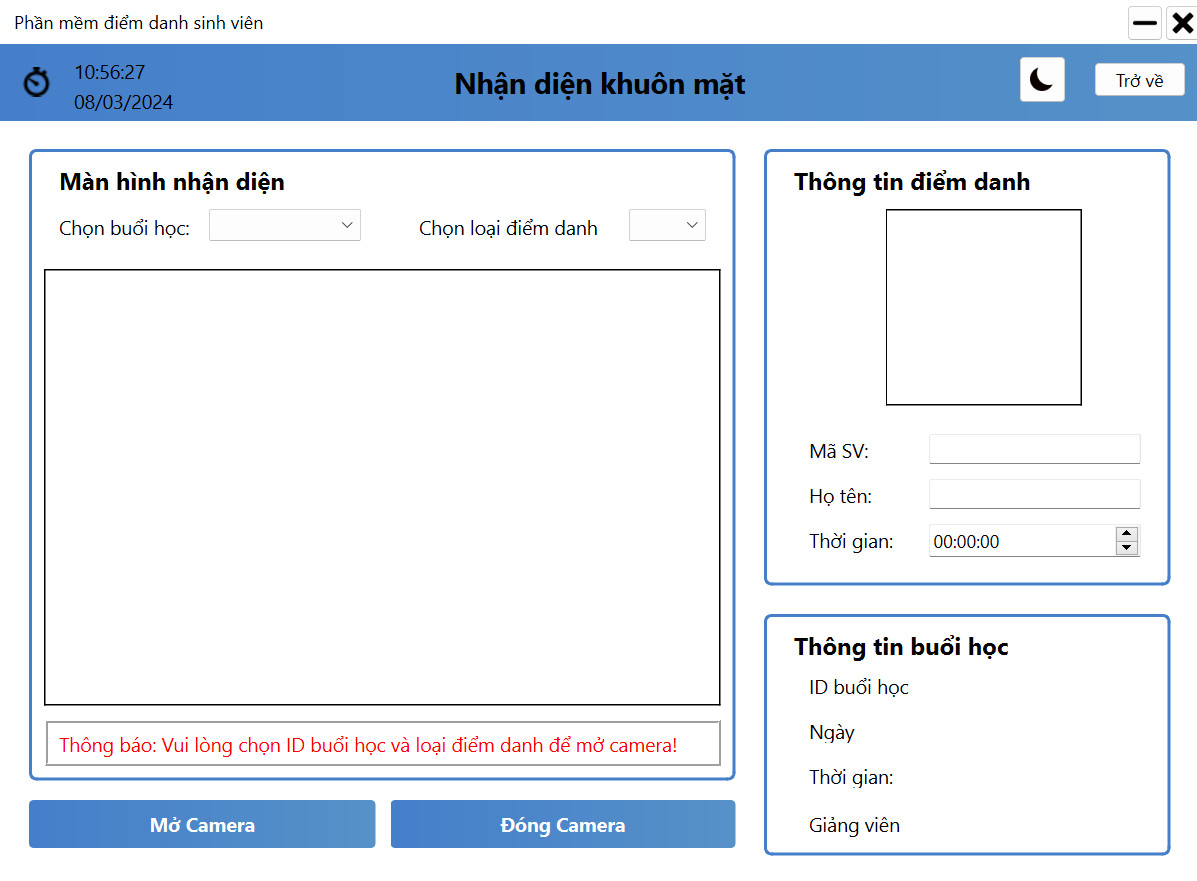 Phần mềm điểm danh sinh viên
10:56:27
08/03/2024
Nhận diện khuôn mặt
Trở về
Màn hình nhận diện
Chọn buổi học:
Chọn loại điểm danh
Thông báo: Vui lòng chọn ID buổi học và loại điểm danh để mở camera!
Mở Camera
Đóng Camera
Thông tin điểm danh
Mã SV:
Họ tên:
Thời gian: 00:00:00
Thông tin buổi học
ID buổi học
Ngày
Thời gian:
Giảng viên